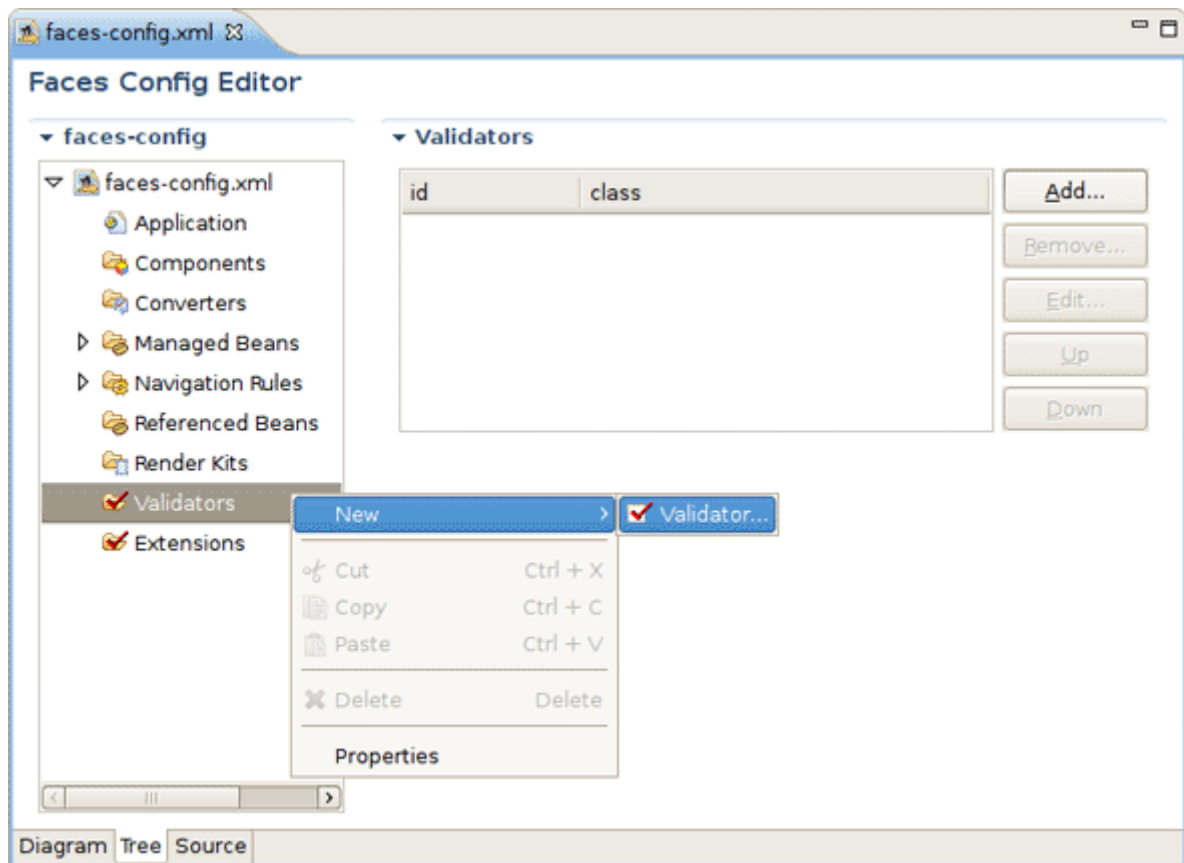 faces-config.xml
Faces Config Editor
faces-config
faces-config.xml
Application
Components
Converters
Managed Beans
Navigation Rules
Referenced Beans
Render Kits
Validators
Extensions
Validators
id class
Add...
Remove...
Edit...
Up
Down
New
Validator...
Cut Ctrl + X
Copy Ctrl + C
Paste Ctrl + V
Delete Delete
Properties
Diagram Tree Source